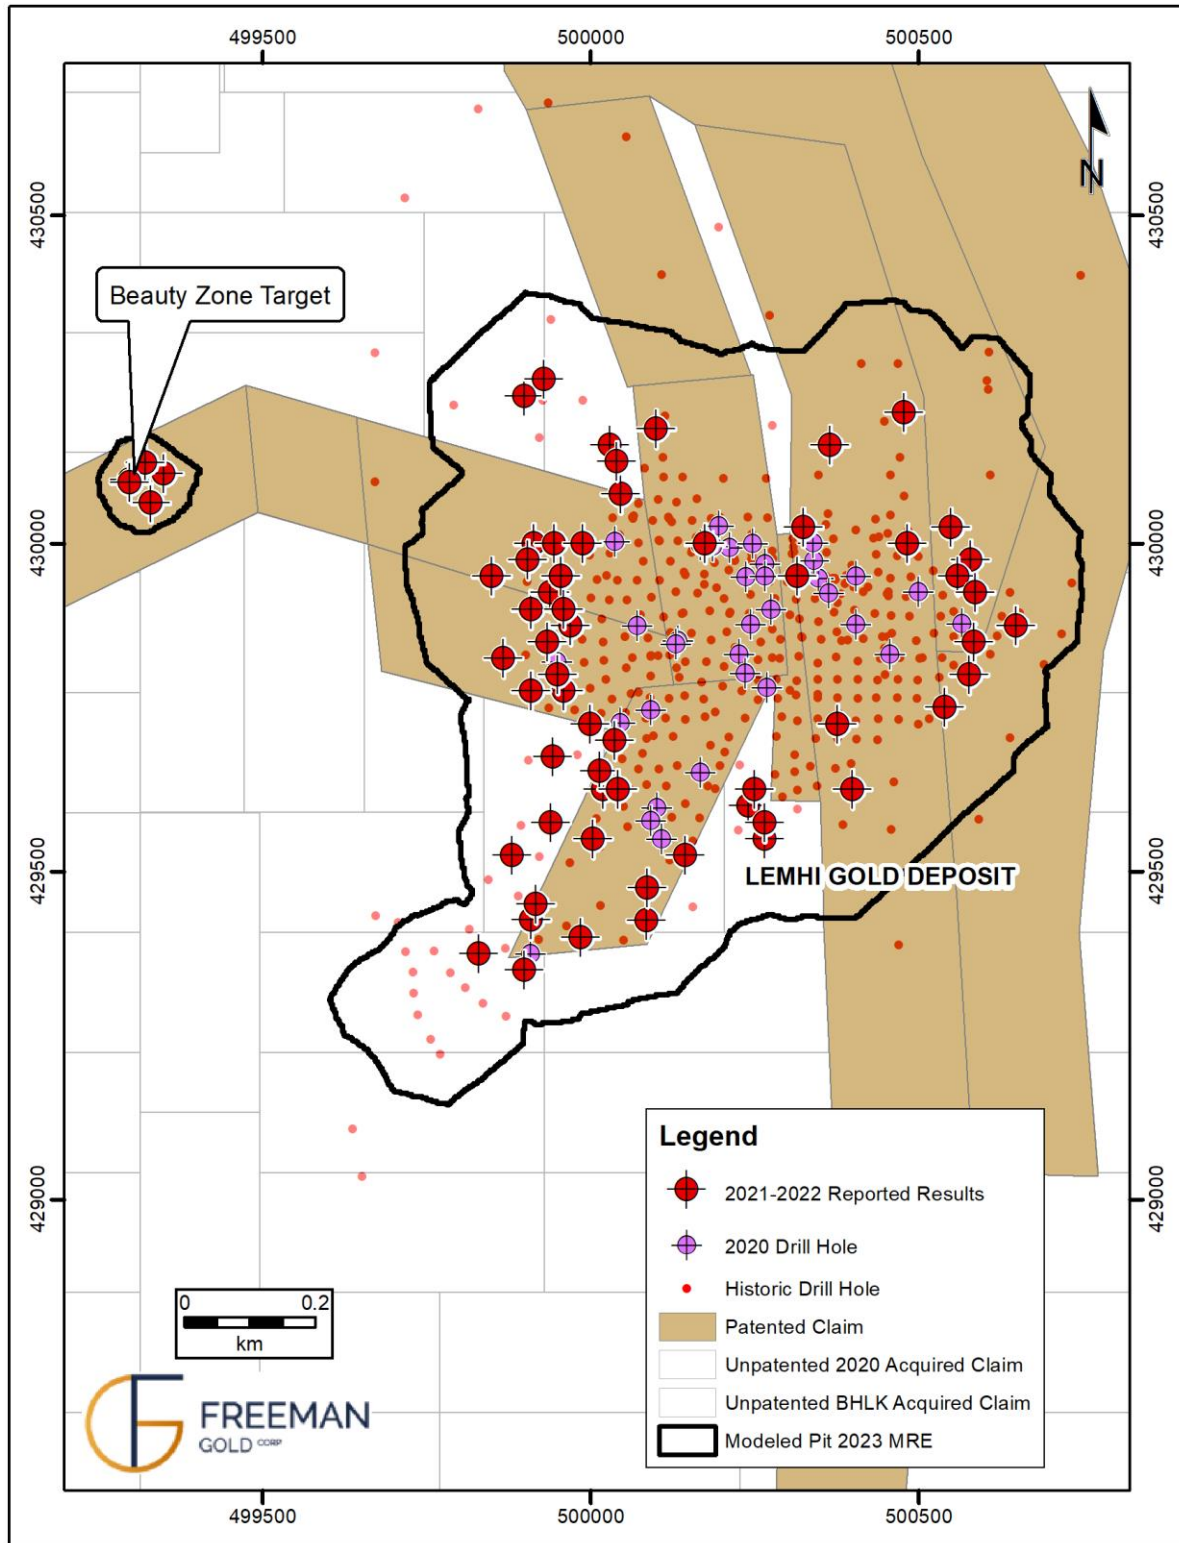 499500 500000 500500
430500 430500
N
Beauty Zone Target
430000 430000
429500 429500
LEMHI GOLD DEPOSIT
429000 429000
Legend
2021-2022 Reported Results
2020 Drill Hole
Historic Drill Hole
Patented Claim
Unpatented 2020 Acquired Claim
Unpatented BHLK Acquired Claim
Modeled Pit 2023 MRE
0 0.2
km
FREEMAN
GOLD CORP
499500 500000 500500